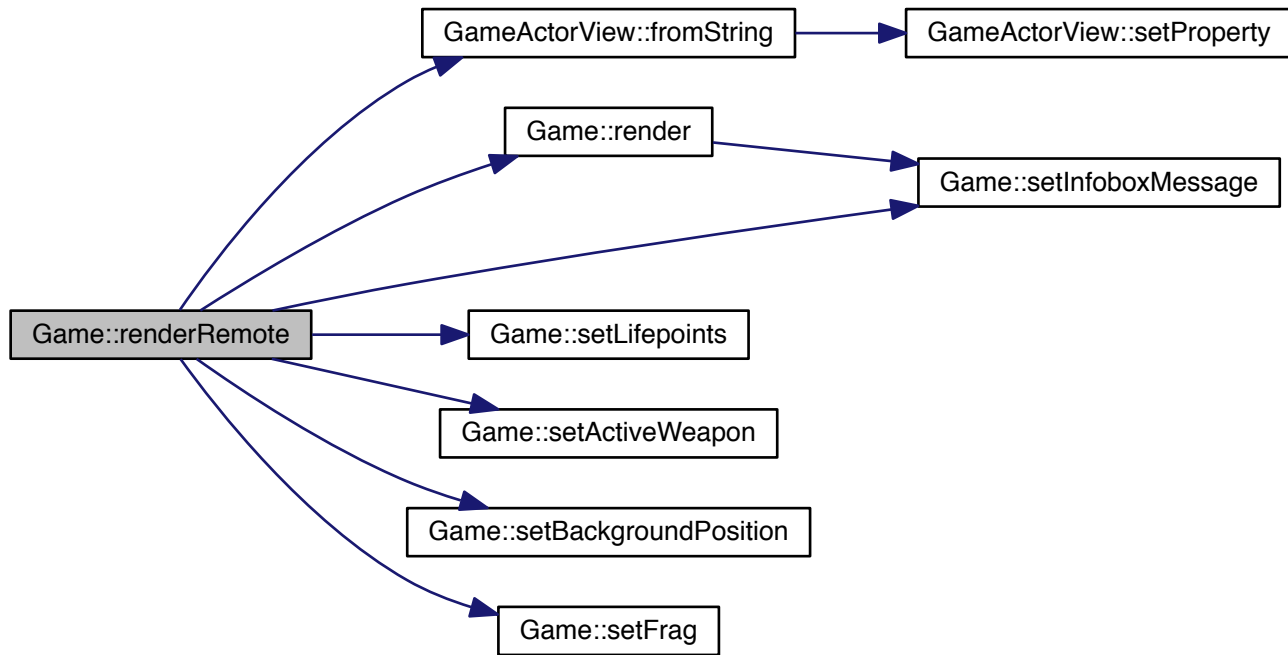 GameActorView::fromString
GameActorView::setProperty
Game::render
Game::setInfoboxMessage
Game::renderRemote
Game::setLifepoints
Game::setActiveWeapon
Game::setBackgroundPosition
Game::setFrag